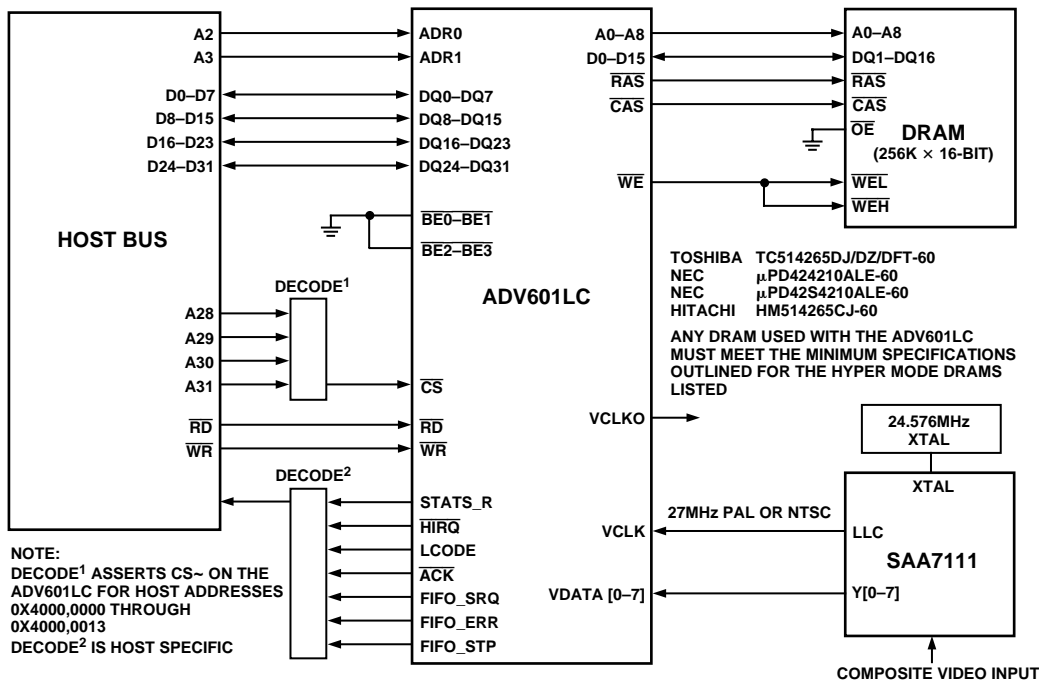 HOST BUS
A2
A3
D0–D7
D8–D15
D16–D23
D24–D31
A28
A29
A30
A31
RD
WR
DECODE1
DECODE2
ADV601LC
ADR0
ADR1
DQ0–DQ7
DQ8–DQ15
DQ16–DQ23
DQ24–DQ31
BE0–BE1
BE2–BE3
CS
RD
WR
STATS_R
HIRQ
LCODE
ACK
FIFO_SRQ
FIFO_ERR
FIFO_STP
A0–A8
D0–D15
RAS
CAS
WE
VCLKO
VCLK
VDATA [0–7]
A0–A8
DQ1–DQ16
RAS
CAS
OE
DRAM
(256K × 16-BIT)
WEL
WEH
TOSHIBA TC514265DJ/DZ/DFT-60
NEC μPD424210ALE-60
NEC μPD42S4210ALE-60
HITACHI HM514265CJ-60
ANY DRAM USED WITH THE ADV601LC
MUST MEET THE MINIMUM SPECIFICATIONS
OUTLINED FOR THE HYPER MODE DRAMS
LISTED
24.576MHz
XTAL
XTAL
27MHz PAL OR NTSC
LLC
SAA7111
Y[0–7]
COMPOSITE VIDEO INPUT
NOTE:
DECODE1 ASSERTS CS~ ON THE
ADV601LC FOR HOST ADDRESSES
0X4000,0000 THROUGH
0X4000,0013
DECODE2 IS HOST SPECIFIC